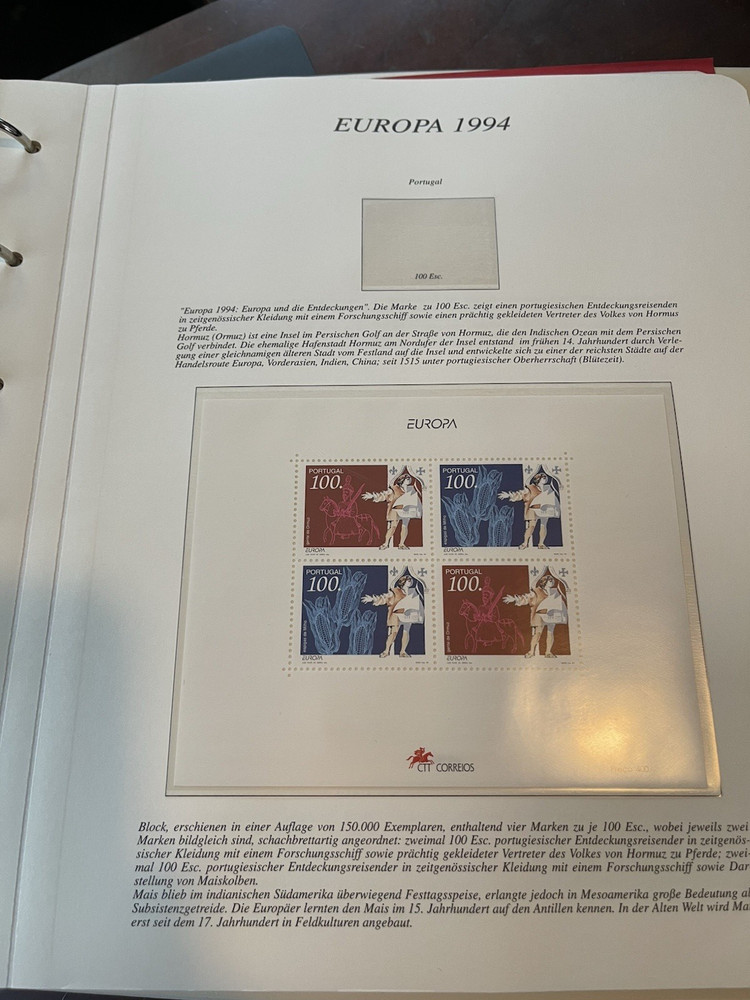 EUROPA 1994
Portugal
100 Esc.
"Europa 1994: Europa und die Entdeckungen". Die Marke zu 100 Esc. zeigt einen portugiesischen Entdeckungsreisenden
in zeitgenössischer Kleidung mit einem Forschungsschiff sowie einen prächtig gekleideten Vertreter des Volkes von Hormus
zu Pferde.
Hormuz (Ormuz) ist eine Insel im Persischen Golf an der Straße von Hormuz, die den Indischen Ozean mit dem Persischen
Golf verbindet. Die ehemalige Hafenstadt Hormuz am Nordufer der Insel entstand im frühen 14. Jahrhundert durch Verle-
gung einer gleichnamigen älteren Stadt vom Festland auf die Insel und entwickelte sich zu einer der reichsten Städte auf der
Handelsroute Europa, Vorderasien, Indien, China; seit 1515 unter portugiesischer Oberherrschaft (Blütezeit).
EUROPA
PORTUGAL
100.
EUROPA
PORTUGAL
100.
EUROPA
PORTUGAL
100.
EUROPA
PORTUGAL
100.
EUROPA
CTT CORREIOS
Block, erschienen in einer Auflage von 150.000 Exemplaren, enthaltend vier Marken zu je 100 Esc., wobei jeweils zwei
Marken bildgleich sind, schachbrettartig angeordnet: zweimal 100 Esc. portugiesischer Entdeckungsreisender in zeitgenös-
sischer Kleidung mit einem Forschungsschiff sowie prächtig gekleideter Vertreter des Volkes von Hormuz zu Pferde; zwei-
mal 100 Esc. portugiesischer Entdeckungsreisender in zeitgenössischer Kleidung mit einem Forschungsschiff sowie Dar
stellung von Maiskolben.
Mais blieb im indianischen Südamerika überwiegend Festtagsspeise, erlangte jedoch in Mesoamerika große Bedeutung al
Subsistenzgetreide. Die Europäer lernten den Mais im 15. Jahrhundert auf den Antillen kennen. In der Alten Welt wird Ma
erst seit dem 17. Jahrhundert in Feldkulturen angebaut.